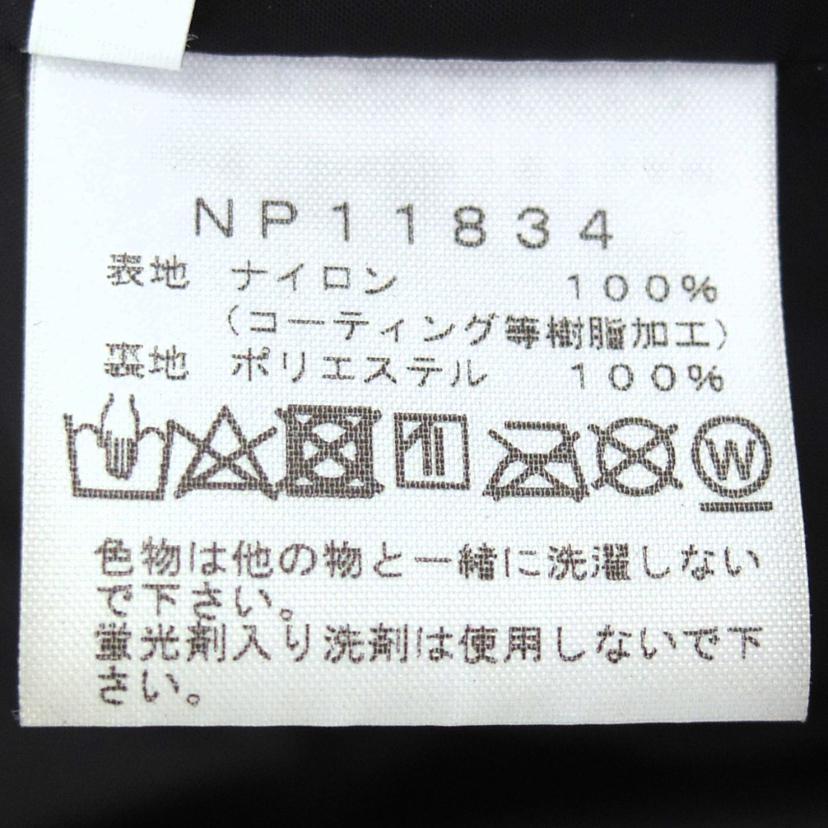 NP11834
表地 ナイロン 100%
(コーティング等樹脂加工)
裏地 ポリエステル 100%
W
色物は他の物と一緒に洗濯しない
で下さい。
蛍光剤入り洗剤は使用しないで下
さい。